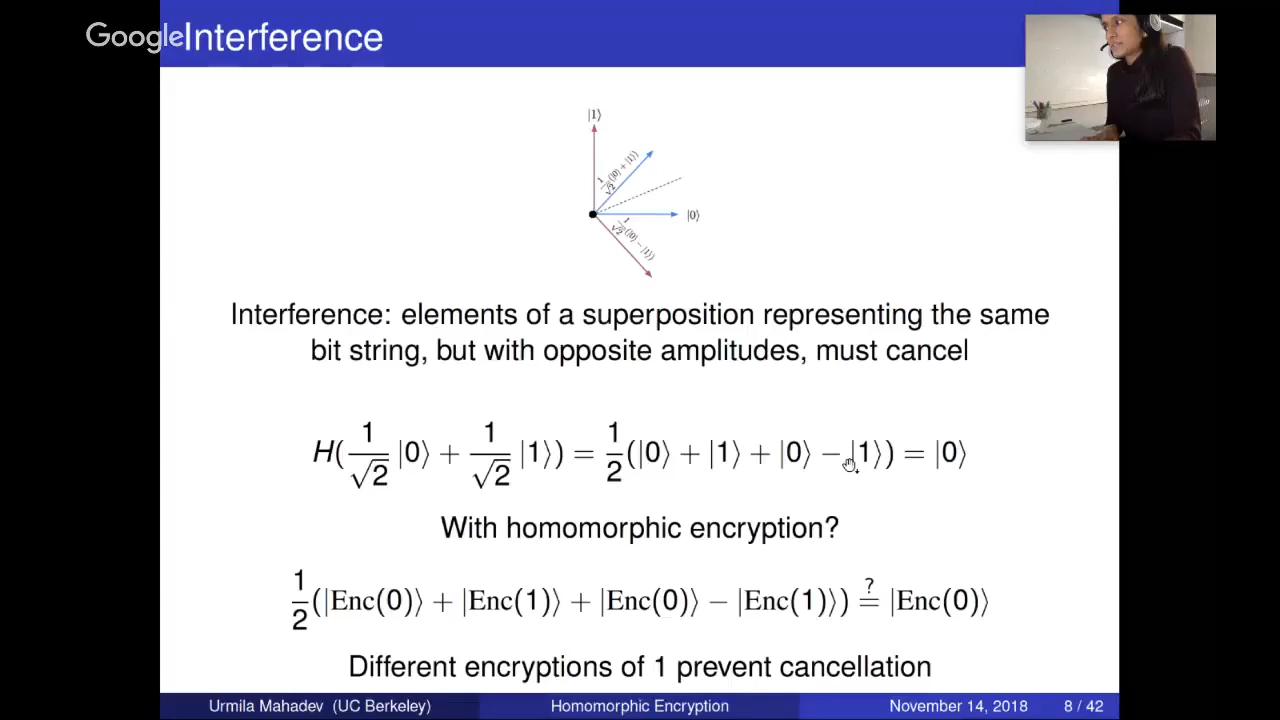 Google Interference
|1⟩
1/√2(|0⟩ + |1⟩)
|0⟩
1/√2(|0⟩ − |1⟩)
Interference: elements of a superposition representing the same
bit string, but with opposite amplitudes, must cancel
H(1/√2 |0⟩ + 1/√2 |1⟩) = 1/2(|0⟩ + |1⟩ + |0⟩ − |1⟩) = |0⟩
With homomorphic encryption?
1/2(|Enc(0)⟩ + |Enc(1)⟩ + |Enc(0)⟩ − |Enc(1)⟩) ?= |Enc(0)⟩
Different encryptions of 1 prevent cancellation
Urmila Mahadev (UC Berkeley) Homomorphic Encryption November 14, 2018 8 / 42